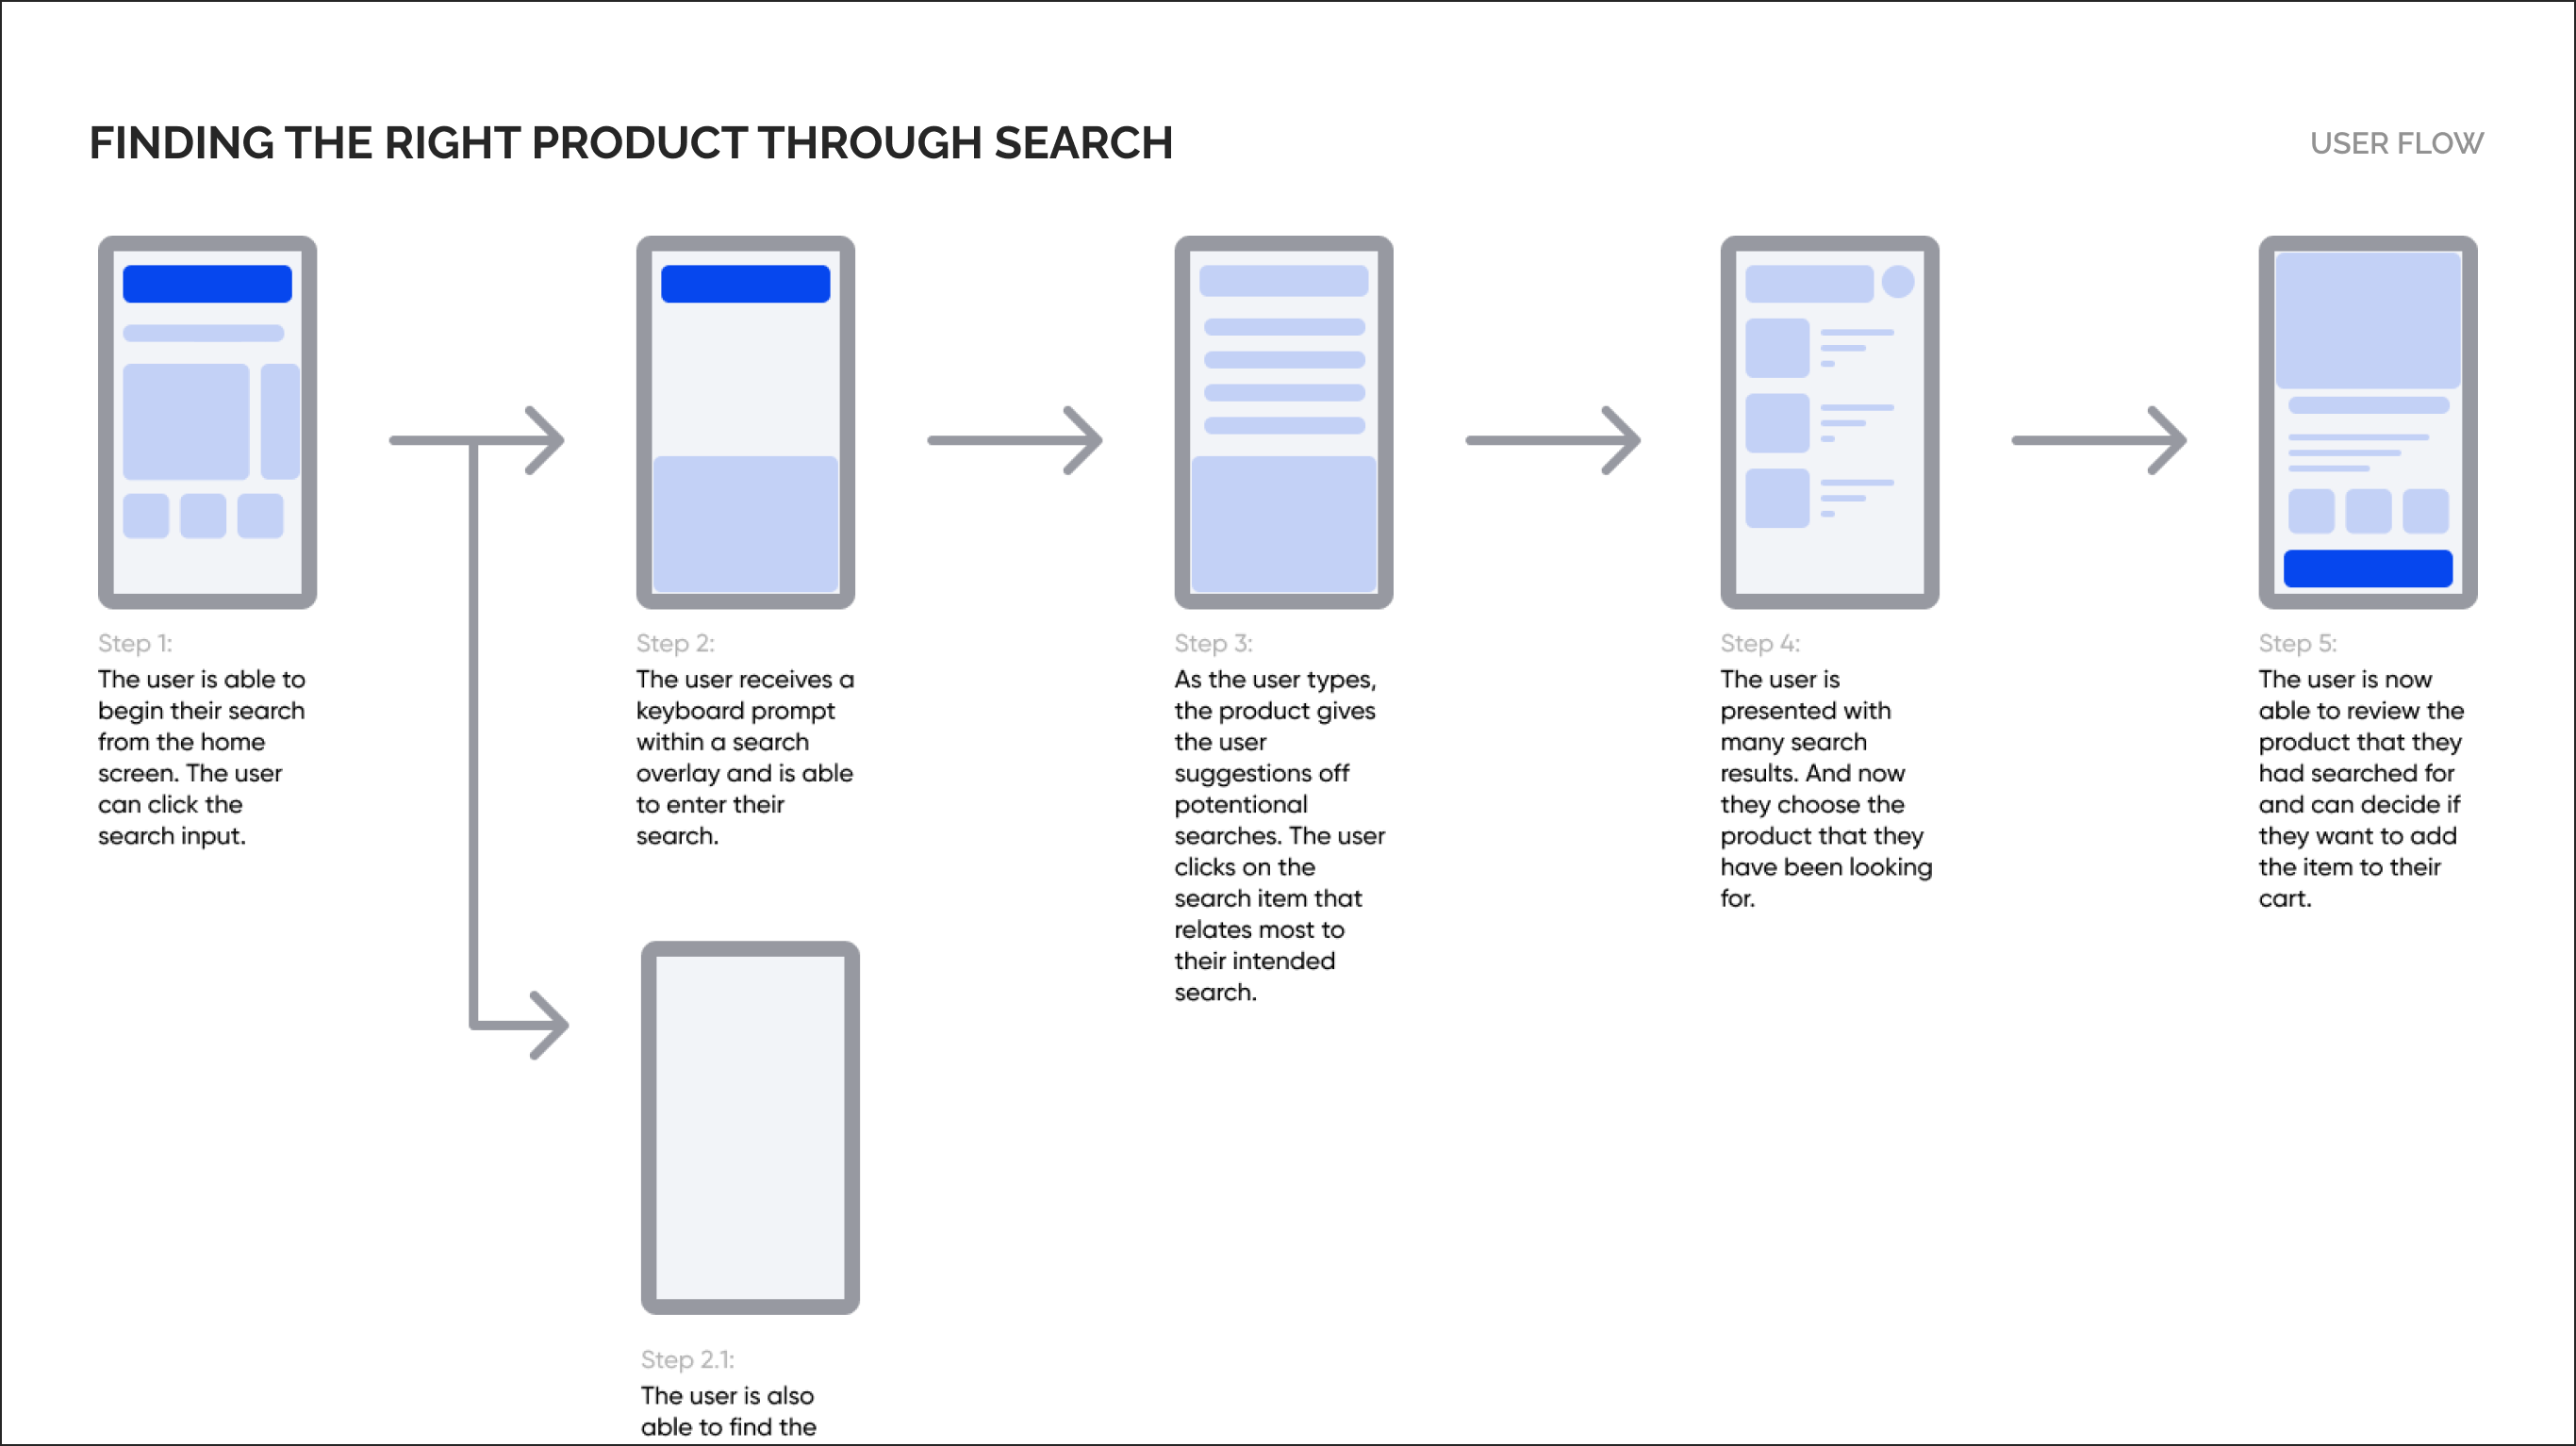 FINDING THE RIGHT PRODUCT THROUGH SEARCH
USER FLOW
Step 1:
The user is able to
begin their search
from the home
screen. The user
can click the
search input.
Step 2:
The user receives a
keyboard prompt
within a search
overlay and is able
to enter their
search.
Step 3:
As the user types,
the product gives
the user
suggestions off
potentional
searches. The user
clicks on the
search item that
relates most to
their intended
search.
Step 4:
The user is
presented with
many search
results. And now
they choose the
product that they
have been looking
for.
Step 5:
The user is now
able to review the
product that they
had searched for
and can decide if
they want to add
the item to their
cart.
Step 2.1:
The user is also
able to find the